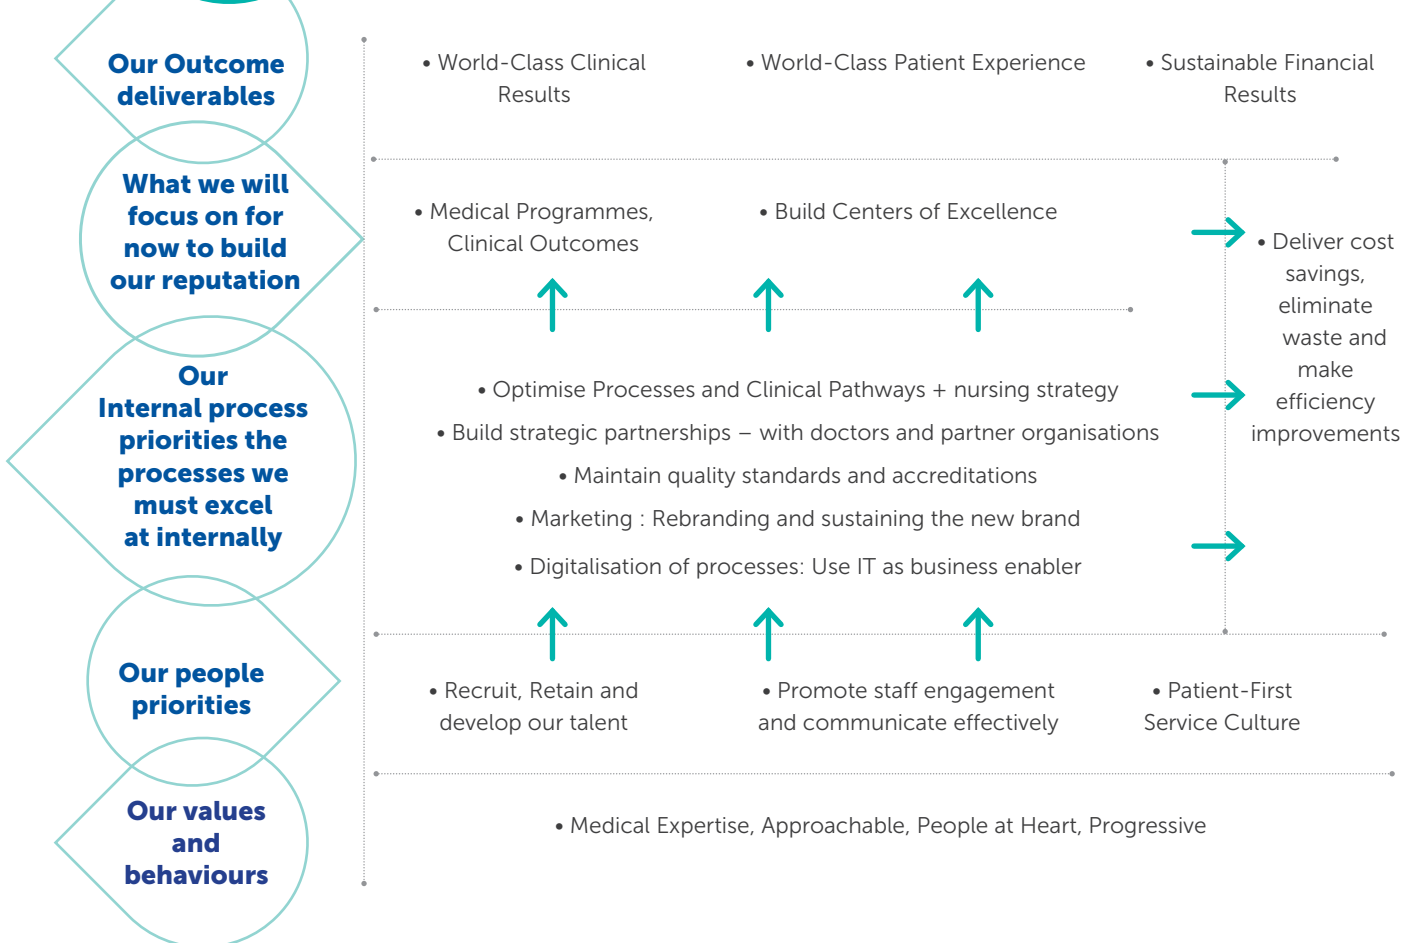 Our Outcome
deliverables
• World-Class Clinical
Results
• World-Class Patient Experience
• Sustainable Financial
Results
What we will
focus on for
now to build
our reputation
• Medical Programmes,
Clinical Outcomes
• Build Centers of Excellence
• Deliver cost
savings,
eliminate
waste and
make
efficiency
improvements
Our
Internal process
priorities the
processes we
must excel
at internally
• Optimise Processes and Clinical Pathways + nursing strategy
• Build strategic partnerships – with doctors and partner organisations
• Maintain quality standards and accreditations
• Marketing : Rebranding and sustaining the new brand
• Digitalisation of processes: Use IT as business enabler
Our people
priorities
• Recruit, Retain and
develop our talent
• Promote staff engagement
and communicate effectively
• Patient-First
Service Culture
Our values
and
behaviours
• Medical Expertise, Approachable, People at Heart, Progressive